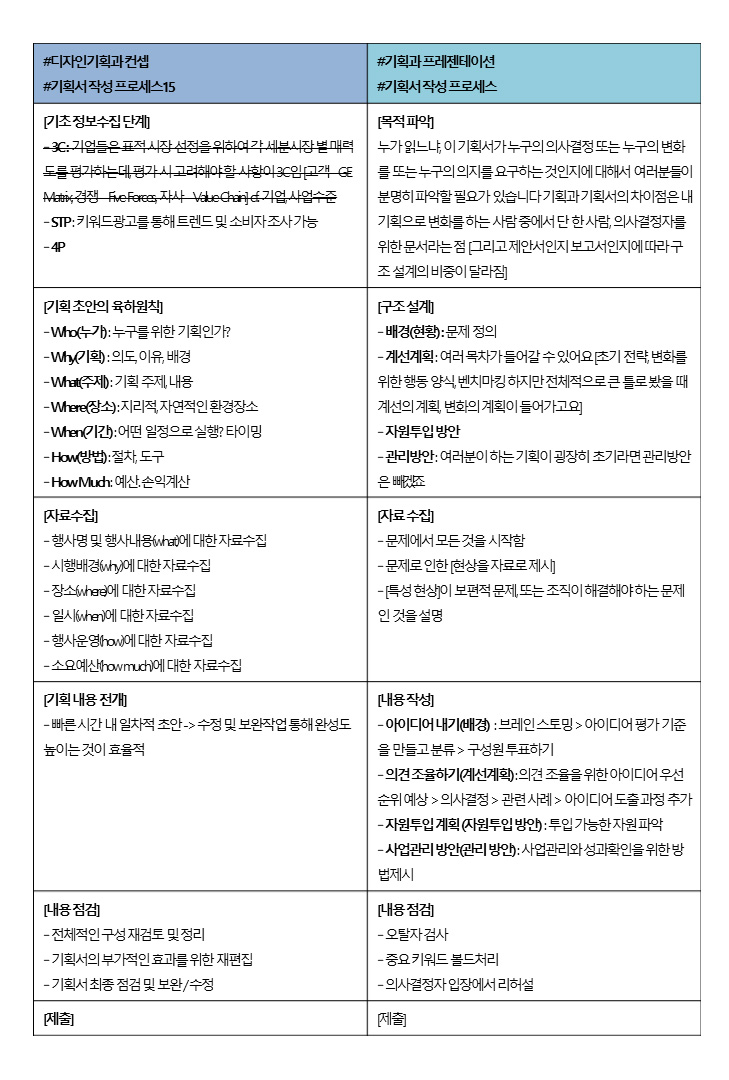 #디자인기획과 컨셉
#기획서 작성 프로세스15
#기획과 프레젠테이션
#기획서 작성 프로세스
[기초 정보수집 단계]
- 3C : 기업들은 표적 시장 선정을 위하여 각 세분시장 별 매력
도를 평가하는데, 평가 시 고려해야 할 사항이 3C임 [고객 - GE
Matrix, 경쟁 - Five Forces, 자사 - Value Chain] cf. 기업, 사업수준
- STP : 키워드광고를 통해 트렌드 및 소비자 조사 가능
- 4P
[목적 파악]
누가 읽느냐, 이 기획서가 누구의 의사결정 또는 누구의 변화
를 또는 누구의 의지를 요구하는 것인지에 대해서 여러분들이
분명히 파악할 필요가 있습니다 기획과 기획서의 차이점은 내
기획으로 변화를 하는 사람 중에서 단 한 사람, 의사결정자를
위한 문서라는 점 [그리고 제안서인지 보고서인지에 따라 구
조 설계의 비중이 달라짐]
[기획 초안의 육하원칙]
- Who(누가) : 누구를 위한 기획인가?
- Why(기획) : 의도, 이유, 배경
- What(주제) : 기획 주제, 내용
- Where(장소) : 지리적, 자연적인 환경장소
- When(기간) : 어떤 일정으로 실행? 타이밍
- How(방법) : 절차, 도구
- How Much : 예산. 손익계산
[구조 설계]
- 배경(현황) : 문제 정의
- 계선계획 : 여러 목차가 들어갈 수 있어요 [초기 전략, 변화를
위한 행동 양식, 벤치마킹 하지만 전체적으로 큰 틀로 봤을 때
계선의 계획, 변화의 계획이 들어가고요]
- 자원투입 방안
- 관리방안 : 여러분이 하는 기획이 굉장히 초기라면 관리방안
은 빼겠죠
[자료수집]
- 행사명 및 행사내용(what)에 대한 자료수집
- 시행배경(why)에 대한 자료수집
- 장소(where)에 대한 자료수집
- 일시(when)에 대한 자료수집
- 행사운영(how)에 대한 자료수집
- 소요예산(how much)에 대한 자료수집
[자료 수집]
- 문제에서 모든 것을 시작함
- 문제로 인한 [현상을 자료로 제시]
- [특성 현상]이 보편적 문제, 또는 조직이 해결해야 하는 문제
인 것을 설명
[기획 내용 전개]
- 빠른 시간 내 일차적 초안 -> 수정 및 보완작업 통해 완성도
높이는 것이 효율적
[내용 작성]
- 아이디어 내기(배경) : 브레인 스토밍 > 아이디어 평가 기준
을 만들고 분류 > 구성원 투표하기
- 의견 조율하기(계선계획) : 의견 조율을 위한 아이디어 우선
순위 예상 > 의사결정 > 관련 사례 > 아이디어 도출 과정 추가
- 자원투입 계획 (자원투입 방안) : 투입 가능한 자원 파악
- 사업관리 방안(관리 방안) : 사업관리와 성과확인을 위한 방
법제시
[내용 점검]
- 전체적인 구성 재검토 및 정리
- 기획서의 부가적인 효과를 위한 재편집
- 기획서 최종 점검 및 보완 / 수정
[내용 점검]
- 오탈자 검사
- 중요 키워드 볼드처리
- 의사결정자 입장에서 리허설
[제출]
[제출]